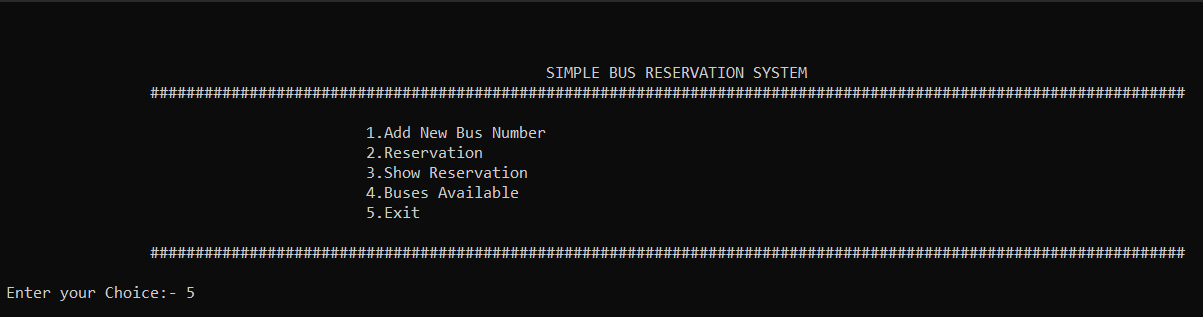 SIMPLE BUS RESERVATION SYSTEM
###################################################################################################################
1.Add New Bus Number
2.Reservation
3.Show Reservation
4.Buses Available
5.Exit
###################################################################################################################
Enter your Choice:- 5